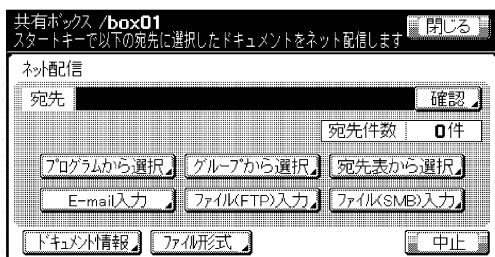 共有ボックス /box01
閉じる
スタートキーで以下の宛先に選択したドキュメントをネット配信します
ネット配信
宛先
確認
宛先件数 0件
プログラムから選択 グループから選択 宛先表から選択
E-mail入力 ファイル(FTP)入力 ファイル(SMB)入力
ドキュメント情報 ファイル形式 中止